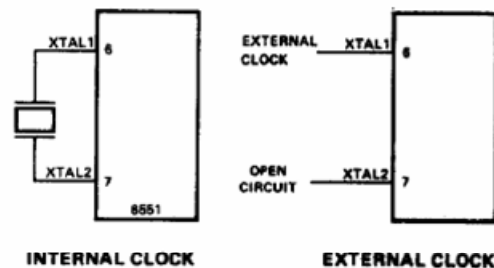 XTAL1
6
XTAL2
7
6551
INTERNAL CLOCK
EXTERNAL
CLOCK
XTAL1
6
OPEN
CIRCUIT
XTAL2
7
EXTERNAL CLOCK